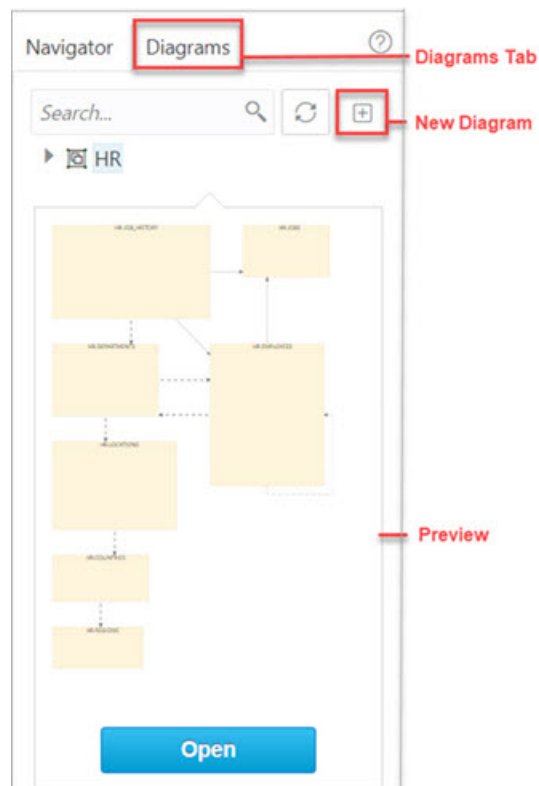 Navigator Diagrams
Diagrams Tab
Search...
New Diagram
HR
HR.JOB_HISTORY HR.JOBS
HR.DEPARTMENTS HR.EMPLOYEES
HR.LOCATIONS
Preview
HR.COUNTRIES
HR.REGIONS
Open